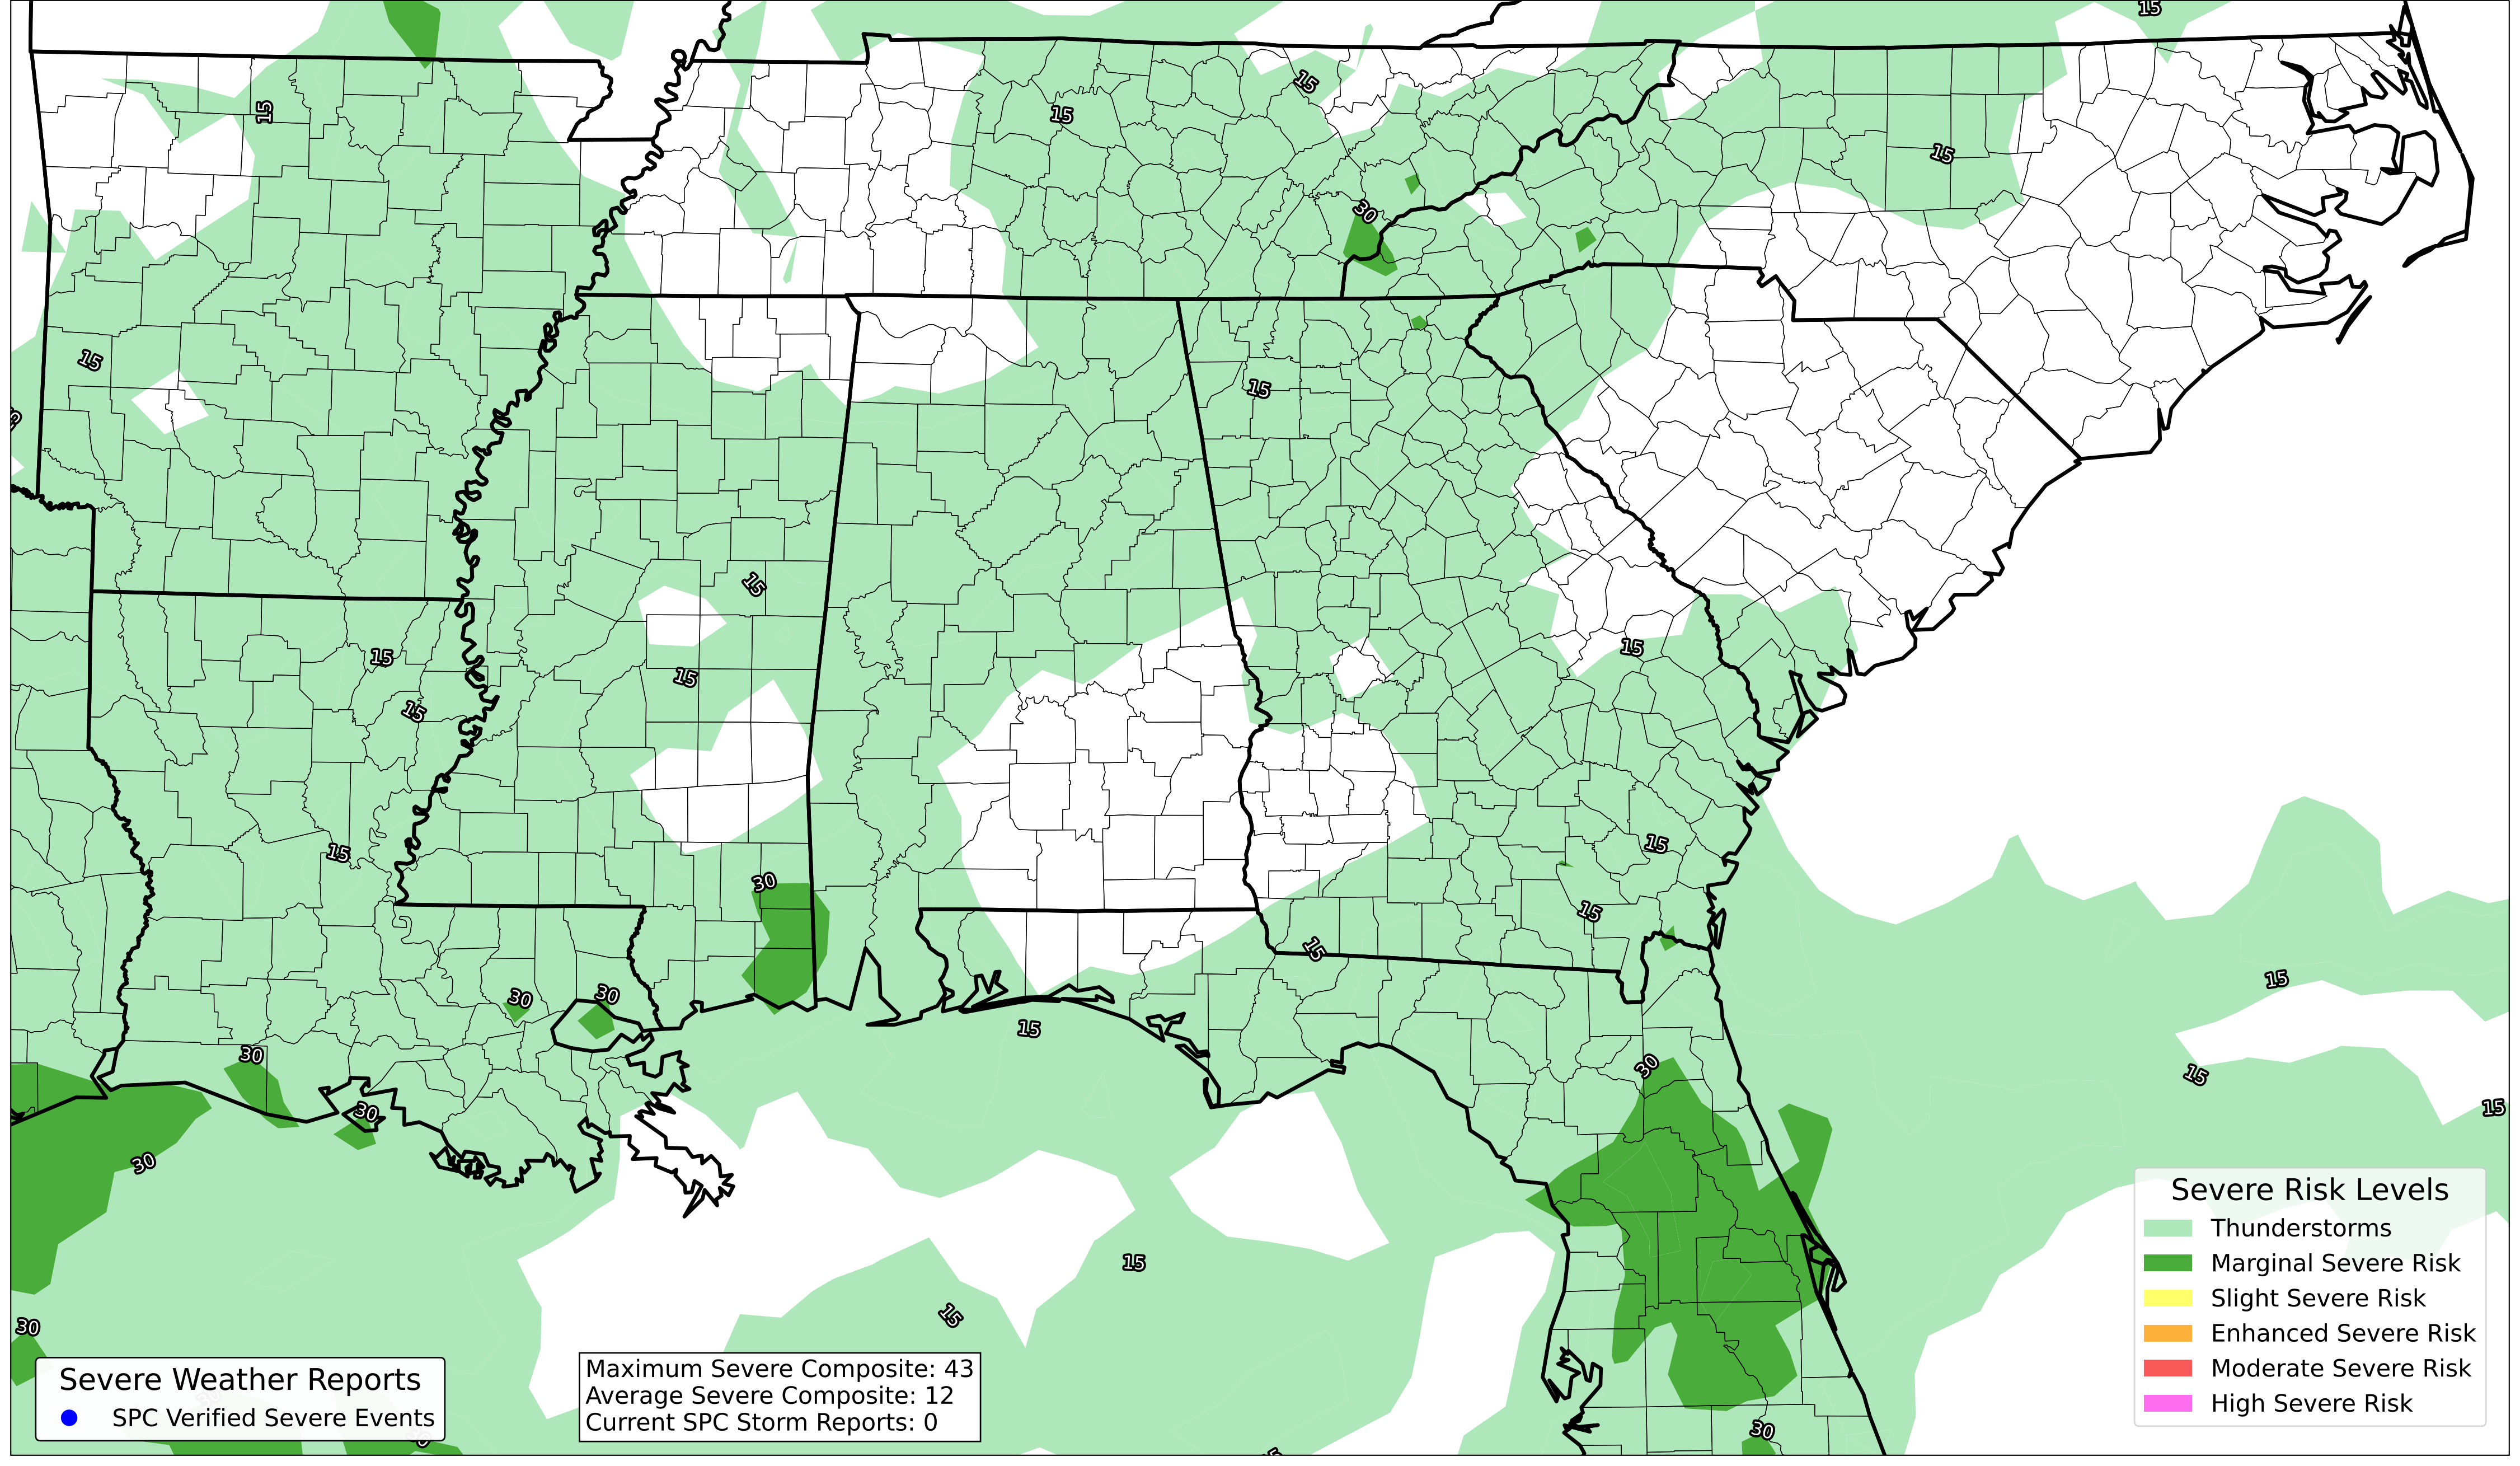 15
15
15
15
15
30
15
15
15
15
15
15
15
15
15
30
15
15
15
30
30
15
30
30
15
15
30
30
15
15
30
15
30
Severe Risk Levels
Thunderstorms
Marginal Severe Risk
Slight Severe Risk
Enhanced Severe Risk
Moderate Severe Risk
High Severe Risk
Severe Weather Reports
SPC Verified Severe Events
Maximum Severe Composite: 43
Average Severe Composite: 12
Current SPC Storm Reports: 0